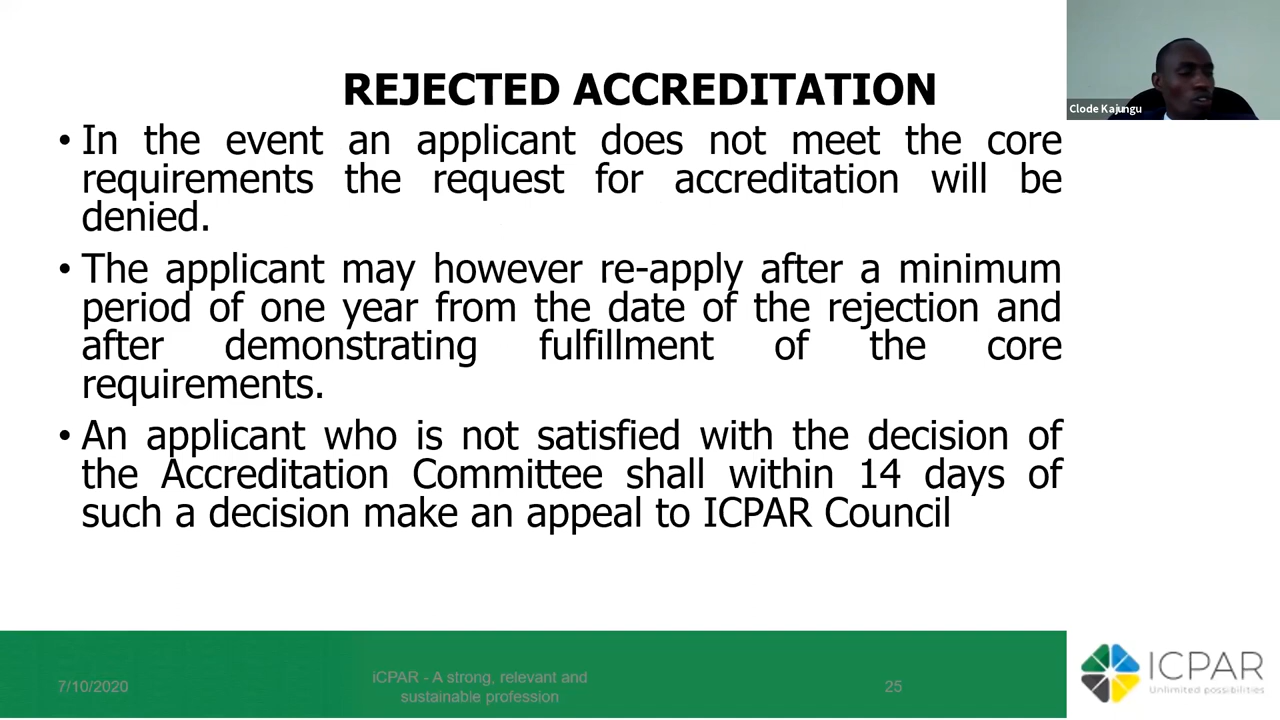 REJECTED ACCREDITATION
Clode Kajungu
• In the event an applicant does not meet the core
requirements the request for accreditation will be
denied.
• The applicant may however re-apply after a minimum
period of one year from the date of the rejection and
after demonstrating fulfillment of the core
requirements.
• An applicant who is not satisfied with the decision of
the Accreditation Committee shall within 14 days of
such a decision make an appeal to ICPAR Council
7/10/2020
iCPAR - A strong, relevant and
sustainable profession
25
ICPAR
Unlimited possibilities